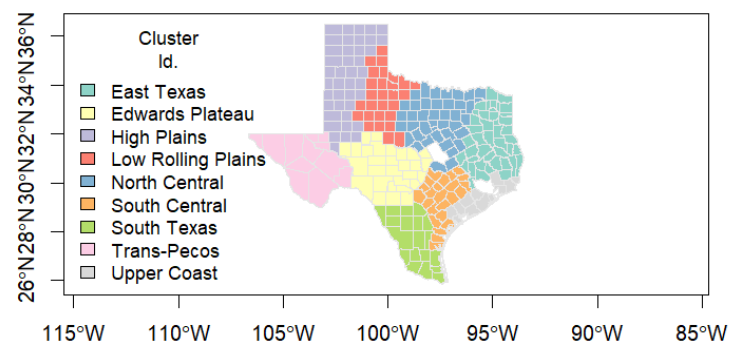 Cluster
Id.
East Texas
Edwards Plateau
High Plains
Low Rolling Plains
North Central
South Central
South Texas
Trans-Pecos
Upper Coast
36°N
34°N
32°N
30°N
28°N
26°N
115°W 110°W 105°W 100°W 95°W 90°W 85°W